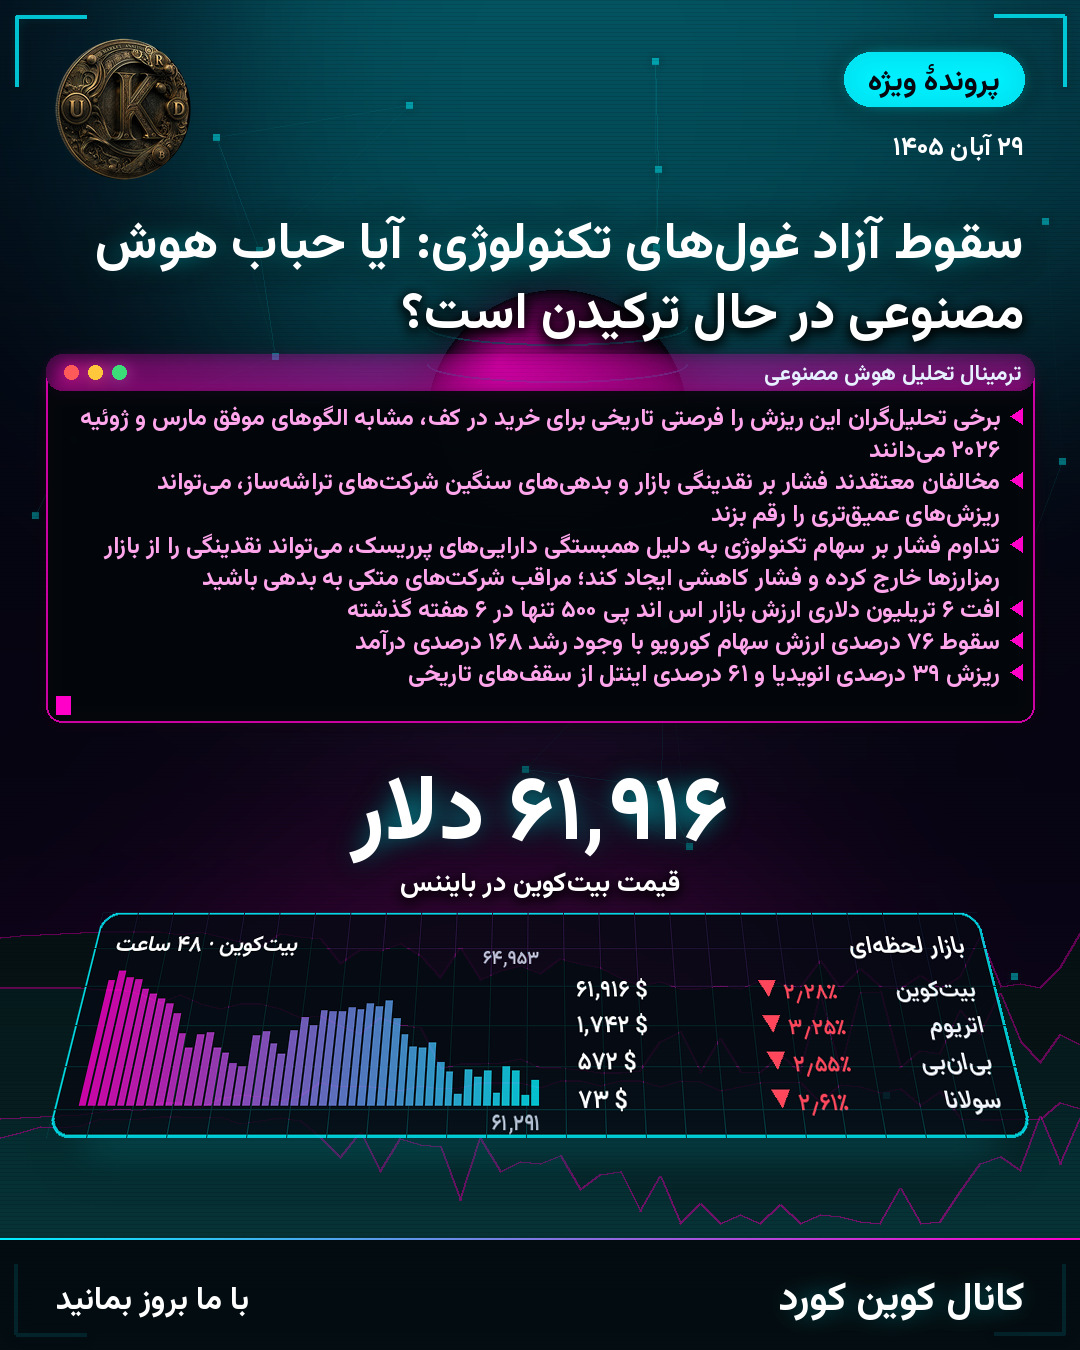 پروندهٔ ویژه
۲۹ آبان ۱۴۰۵
U K D R B
سقوط آزاد غول‌های تکنولوژی: آیا حباب هوش
مصنوعی در حال ترکیدن است؟
ترمینال تحلیل هوش مصنوعی
برخی تحلیل‌گران این ریزش را فرصتی تاریخی برای خرید در کف، مشابه الگوهای موفق مارس و ژوئیه
۲۰۲۶ می‌دانند
مخالفان معتقدند فشار بر نقدینگی بازار و بدهی‌های سنگین شرکت‌های تراشه‌ساز، می‌تواند
ریزش‌های عمیق‌تری را رقم بزند
تداوم فشار بر سهام تکنولوژی به دلیل همبستگی دارایی‌های پرریسک، می‌تواند نقدینگی را از بازار
رمزارزها خارج کرده و فشار کاهشی ایجاد کند؛ مراقب شرکت‌های متکی به بدهی باشید
افت ۶ تریلیون دلاری ارزش بازار اس اند پی ۵۰۰ تنها در ۶ هفته گذشته
سقوط ۷۶ درصدی ارزش سهام کورویو با وجود رشد ۱۶۸ درصدی درآمد
ریزش ۳۹ درصدی انویدیا و ۶۱ درصدی اینتل از سقف‌های تاریخی
۶۱,۹۱۶ دلار
قیمت بیت‌کوین در بایننس
بازار لحظه‌ای
بیت‌کوین ▼ ۲٫۲۸٪ ۶۱,۹۱۶ $
اتریوم ▼ ۳٫۲۵٪ ۱,۷۴۲ $
بی‌ان‌بی ▼ ۲٫۵۵٪ ۵۷۲ $
سولانا ▼ ۲٫۶۱٪ ۷۳ $
بیت‌کوین · ۴۸ ساعت
۶۴,۹۵۳
۶۱,۲۹۱
کانال کوین کورد
با ما بروز بمانید